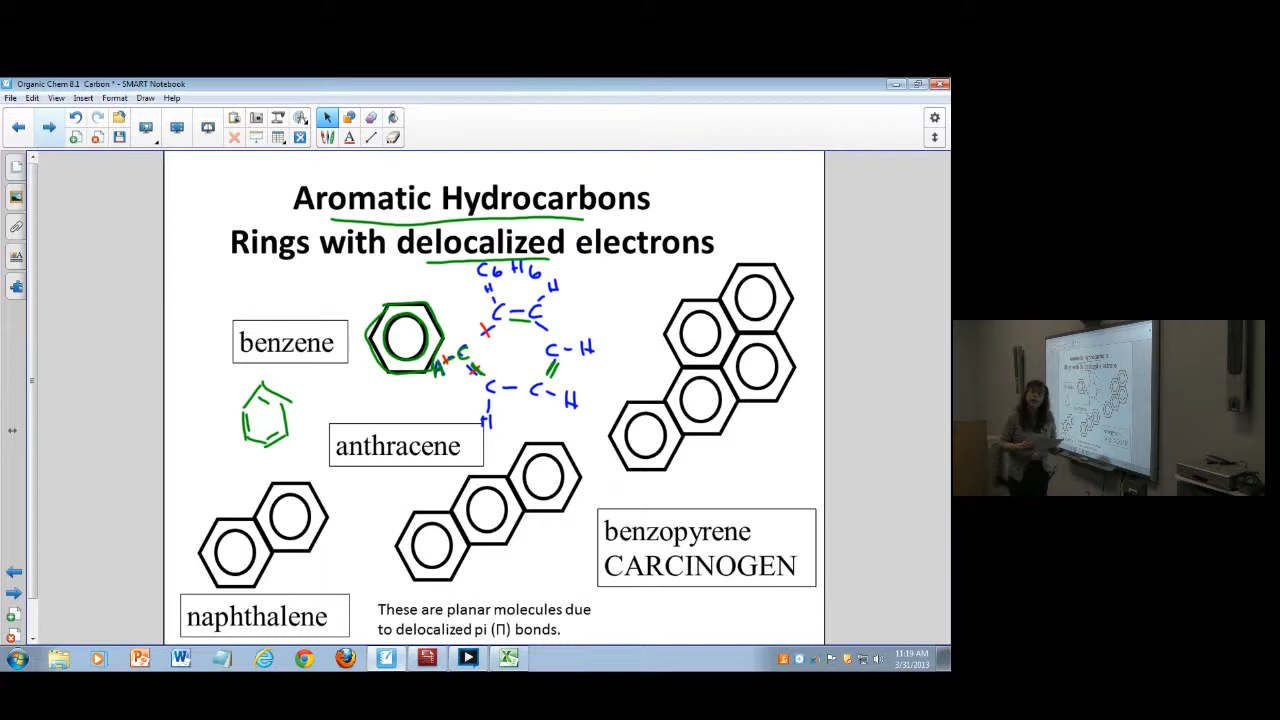 Organic Chem 8.1 Carbon * - SMART Notebook
File Edit View Insert Format Draw Help
Aromatic Hydrocarbons
Rings with delocalized electrons
C6 H6
H H
benzene
C = C
H - C C - H
C - C - H
H
anthracene
benzopyrene
CARCINOGEN
naphthalene
These are planar molecules due
to delocalized pi (Π) bonds.
11:19 AM
3/31/2013